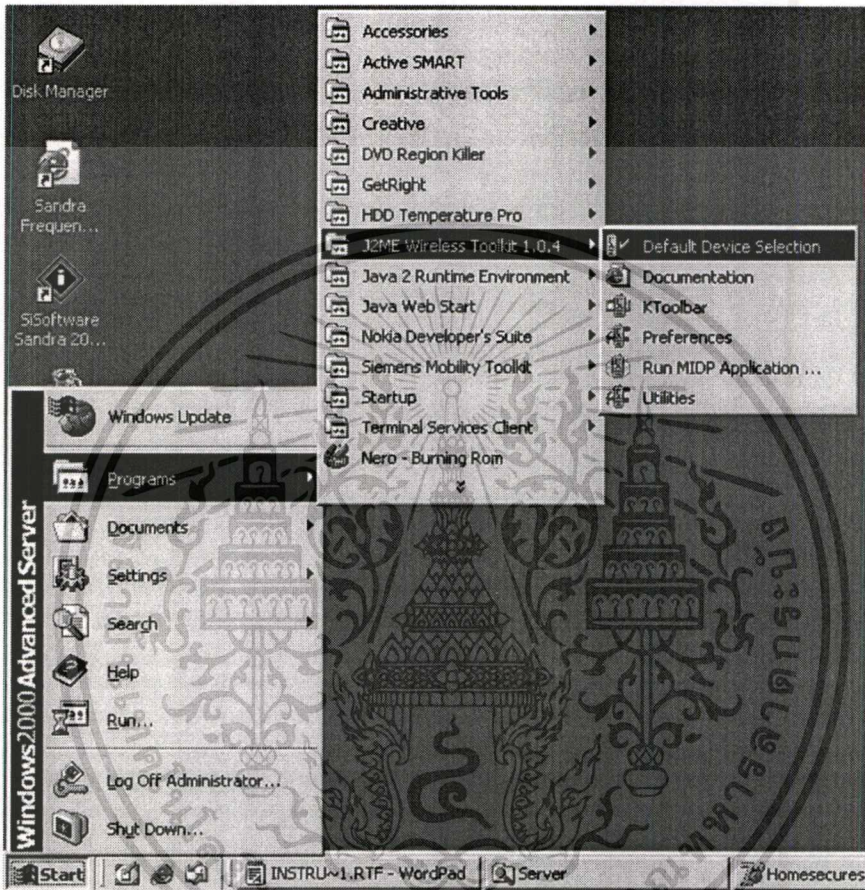 Disk Manager
Sandra
Frequen...
SiSoftware
Sandra 20...
Accessories
Active SMART
Administrative Tools
Creative
DVD Region Killer
GetRight
HDD Temperature Pro
J2ME Wireless Toolkit 1.0.4
Java 2 Runtime Environment
Java Web Start
Nokia Developer's Suite
Siemens Mobility Toolkit
Startup
Terminal Services Client
Nero - Burning Rom
Default Device Selection
Documentation
KToolbar
Preferences
Run MIDP Application ...
Utilities
Windows 2000 Advanced Server
Windows Update
Programs
Documents
Settings
Search
Help
Run...
Log Off Administrator...
Shut Down...
Start
INSTRU~1.RTF - WordPad
Server
Homesecures